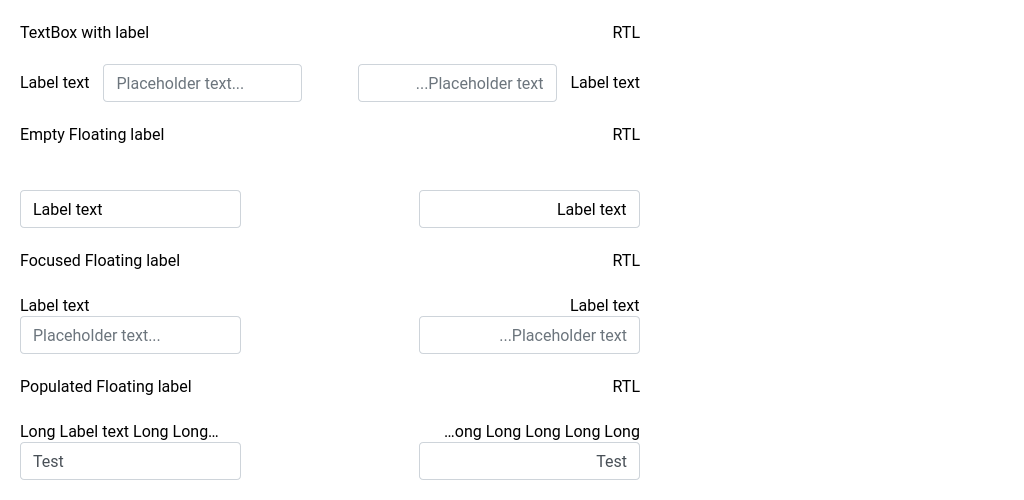 TextBox with label RTL
Label text Placeholder text... ...Placeholder text Label text
Empty Floating label RTL
Label text Label text
Focused Floating label RTL
Label text Label text
Placeholder text... ...Placeholder text
Populated Floating label RTL
Long Label text Long Long... ...ong Long Long Long Long
Test Test